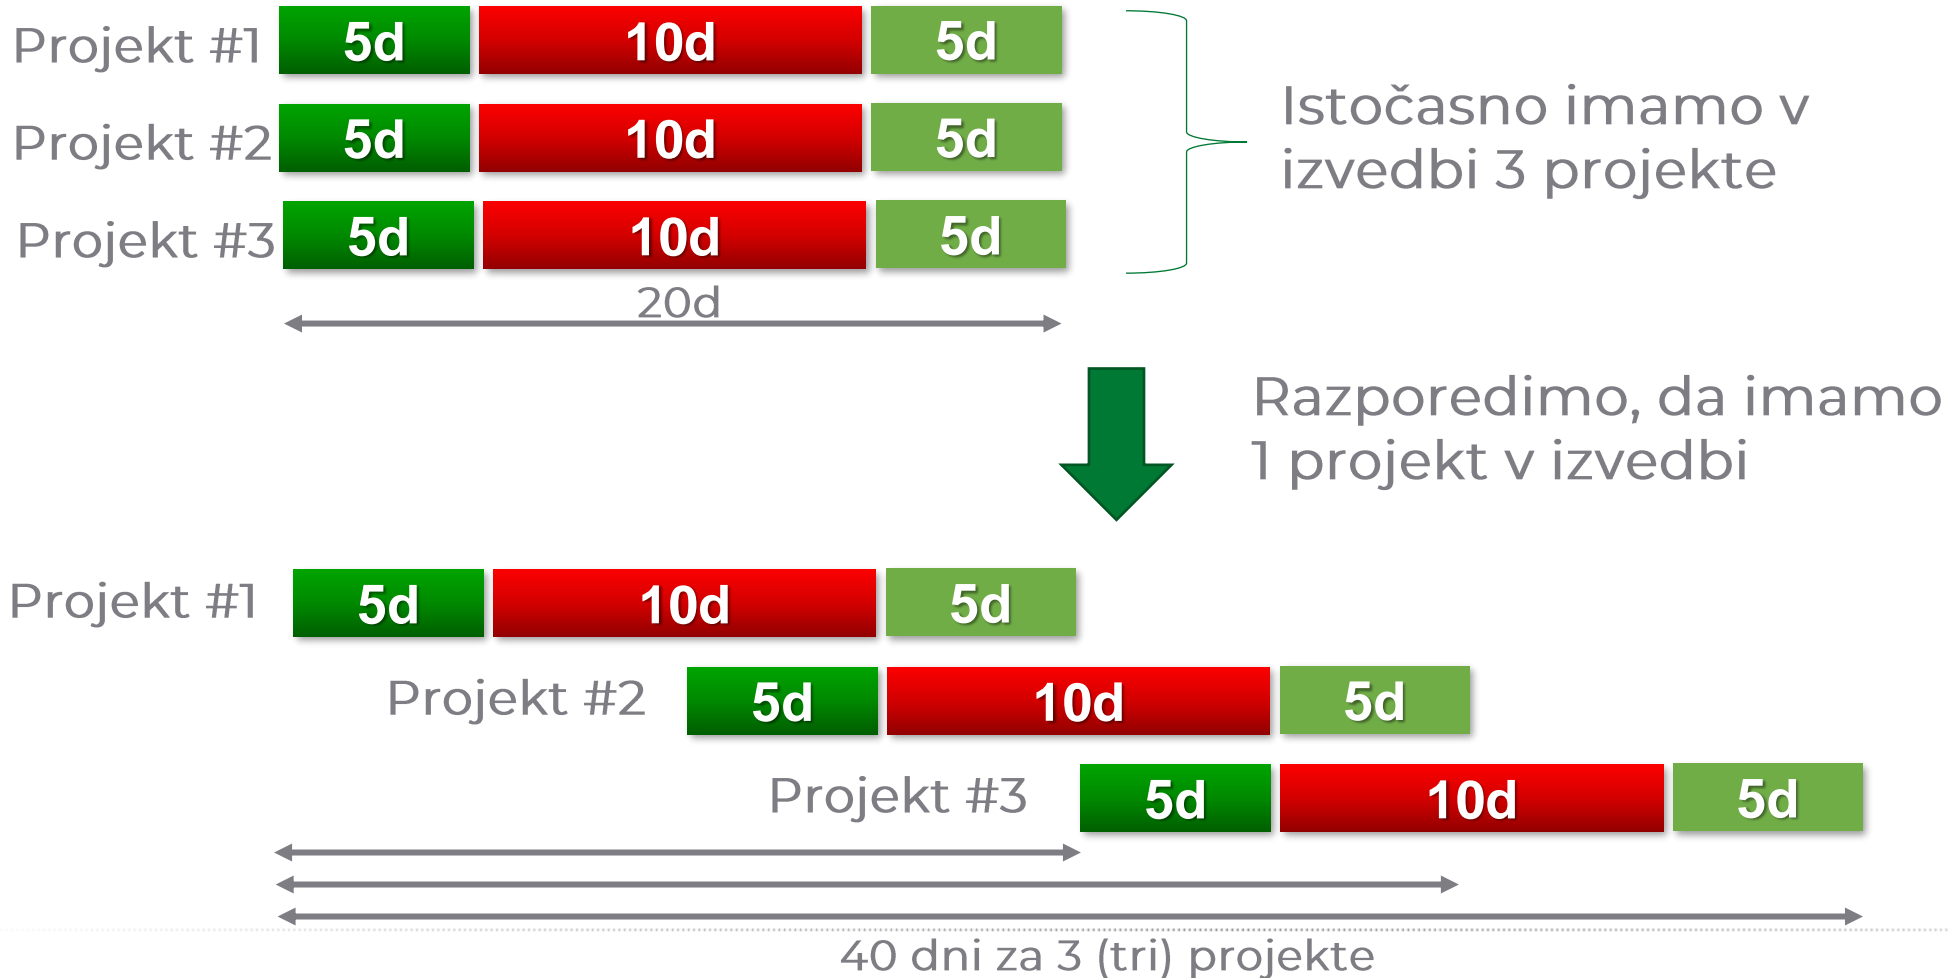 Projekt #1 5d 10d 5d
Projekt #2 5d 10d 5d
Projekt #3 5d 10d 5d
20d
Istočasno imamo v
izvedbi 3 projekte
Razporedimo, da imamo
1 projekt v izvedbi
Projekt #1 5d 10d 5d
Projekt #2 5d 10d 5d
Projekt #3 5d 10d 5d
40 dni za 3 (tri) projekte